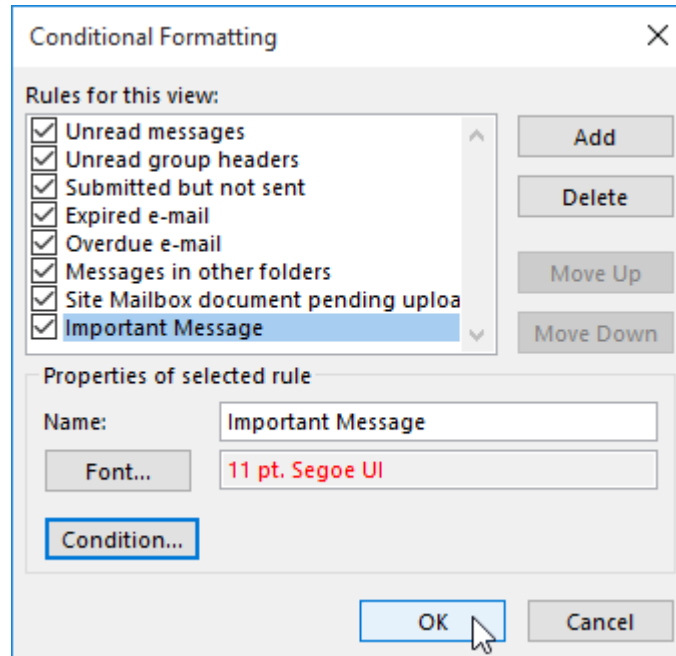 Conditional Formatting
Rules for this view:
Unread messages
Unread group headers
Submitted but not sent
Expired e-mail
Overdue e-mail
Messages in other folders
Site Mailbox document pending uploa
Important Message
Add
Delete
Move Up
Move Down
Properties of selected rule
Name: Important Message
Font... 11 pt. Segoe UI
Condition...
OK Cancel